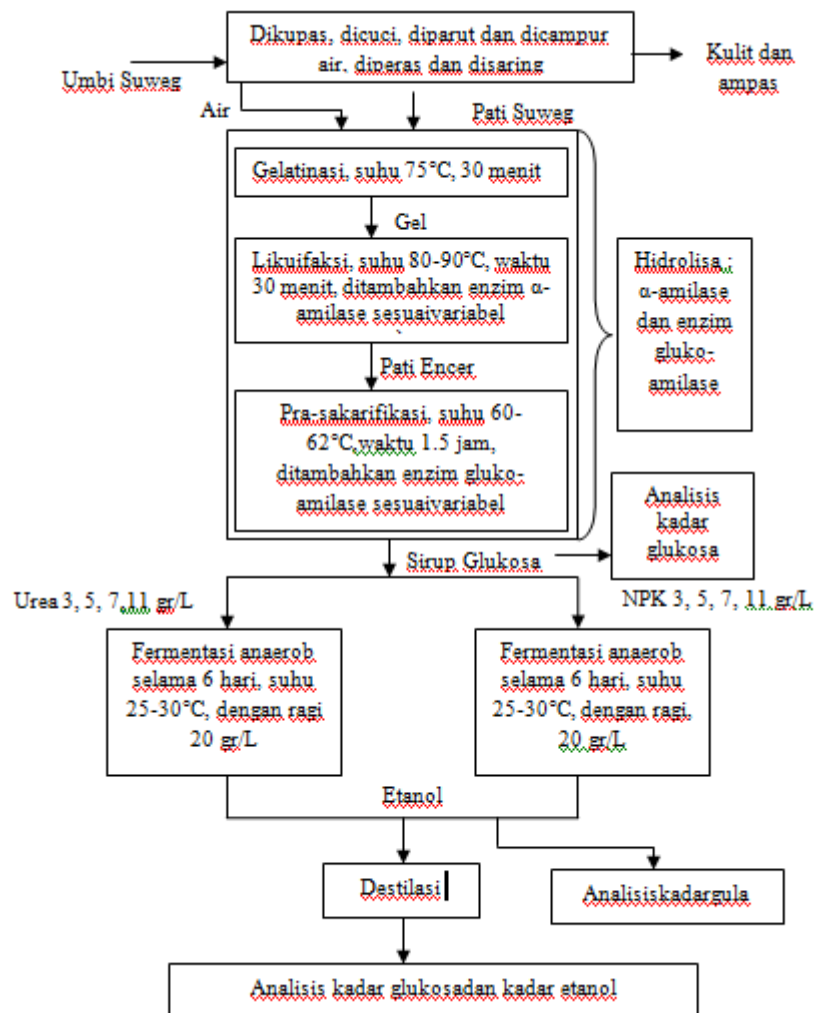 Dikupas, dicuci, diparut dan dicampur
air, diperas dan disaring
Kulit dan
ampas
Umbi Suweg
Air
Pati Suweg
Gelatinasi, suhu 75°C, 30 menit
Gel
Likuifaksi, suhu 80-90°C, waktu
30 menit, ditambahkan enzim α-
amilase sesuaivariabel
`
Pati Encer
Pra-sakarifikasi, suhu 60-
62°C,waktu 1.5 jam,
ditambahkan enzim gluko-
amilase sesuaivariabel
Hidrolisa :
α-amilase
dan enzim
gluko-
amilase
Sirup Glukosa
Analisis
kadar
glukosa
Urea 3, 5, 7,11 gr/L
NPK 3, 5, 7, 11 gr/L
Fermentasi anaerob
selama 6 hari, suhu
25-30°C, dengan ragi
20 gr/L
Fermentasi anaerob
selama 6 hari, suhu
25-30°C, dengan ragi,
20 gr/L
Etanol
Destilasi
Analisiskadargula
Analisis kadar glukosadan kadar etanol